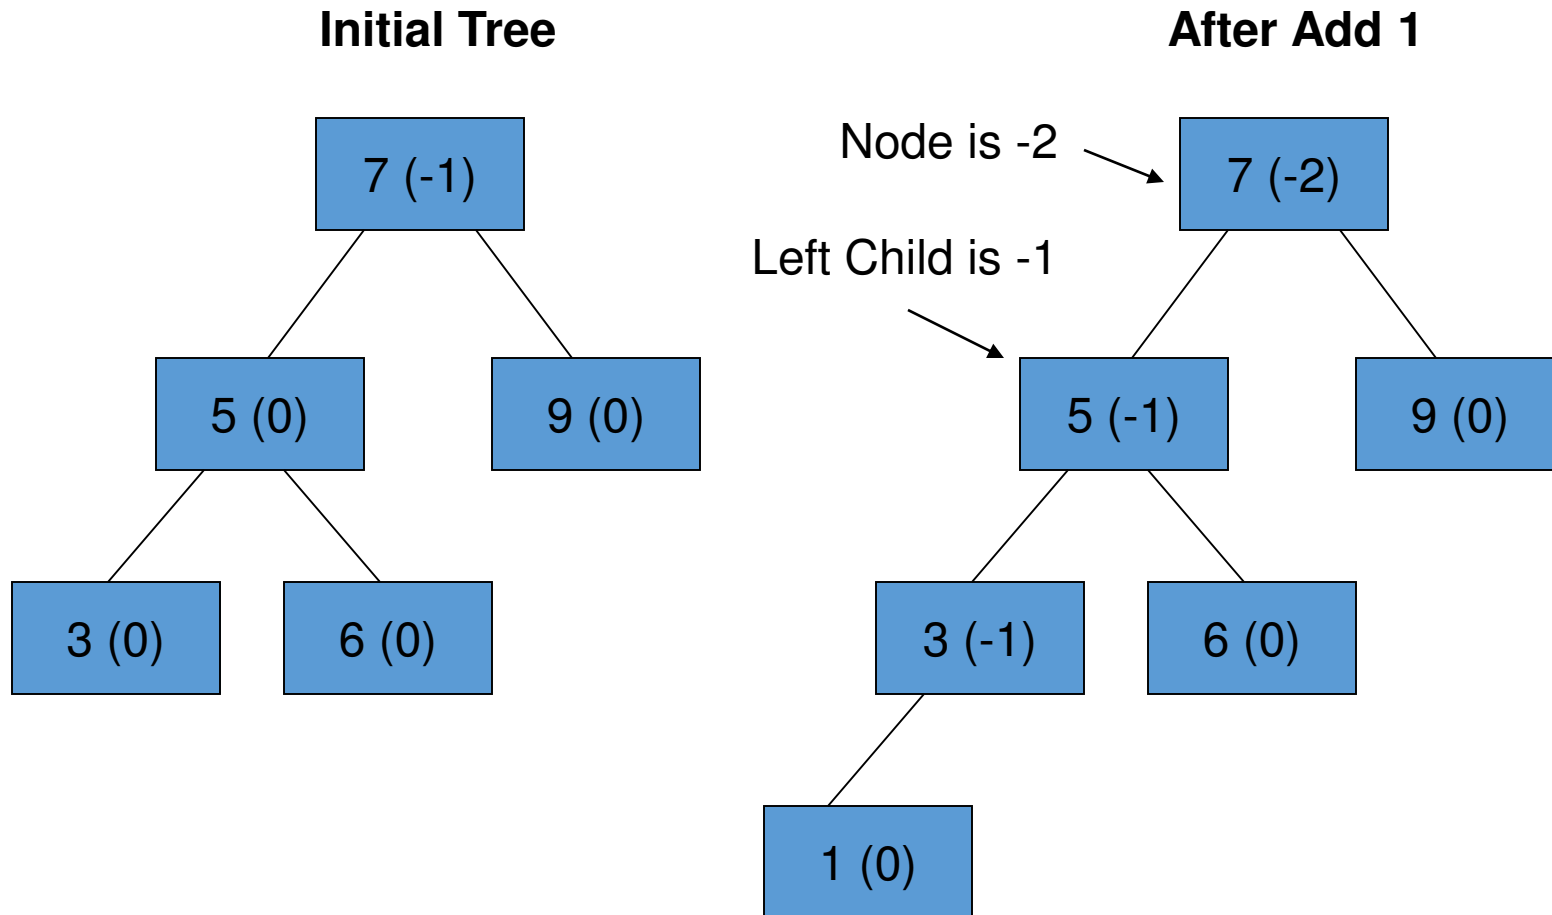 Initial Tree
7 (-1)
5 (0)
9 (0)
3 (0)
6 (0)
After Add 1
Node is -2
7 (-2)
Left Child is -1
5 (-1)
9 (0)
3 (-1)
6 (0)
1 (0)